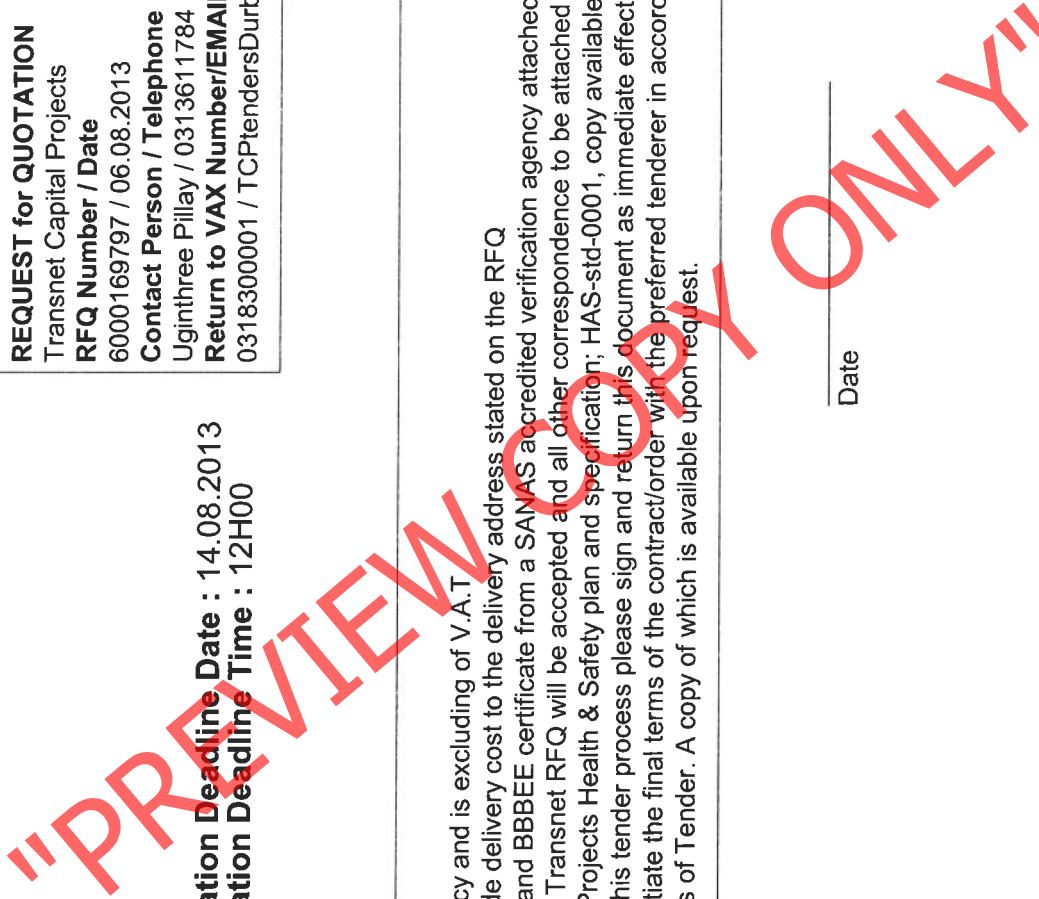 REQUEST for QUOTATION
Transnet Capital Projects
RFQ Number / Date
6000169797 / 06.08.2013
Contact Person / Telephone
Uginthree Pillay / 0313611784
Return to VAX Number/EMAIL
0318300001 / TCPtendersDurb
ation Deadline Date : 14.08.2013
ation Deadline Time : 12H00
cy and is excluding of V.A.T
de delivery cost to the delivery address stated on the RFQ
and BBBEE certificate from a SANAS accredited verification agency attached
Transnet RFQ will be accepted and all other correspondence to be attached
Projects Health & Safety plan and specification; HAS-std-0001, copy available
his tender process please sign and return this document as immediate effect
tiate the final terms of the contract/order with the preferred tenderer in accord
s of Tender. A copy of which is available upon request.
Date
"PREVIEW COPY ONLY"